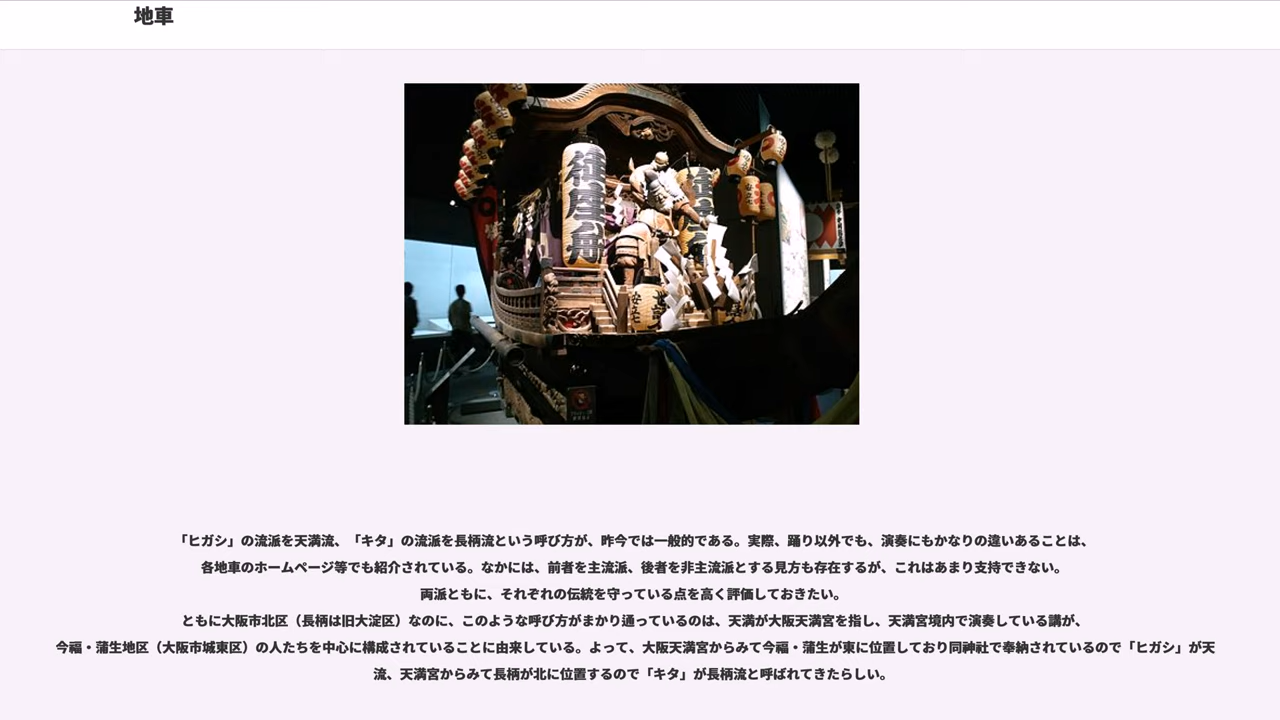 地車
「ヒガシ」の流派を天満流、「キタ」の流派を長柄流という呼び方が、昨今では一般的である。実際、踊り以外でも、演奏にもかなりの違いあることは、
各地車のホームページ等でも紹介されている。なかには、前者を主流派、後者を非主流派とする見方も存在するが、これはあまり支持できない。
両派ともに、それぞれの伝統を守っている点を高く評価しておきたい。
ともに大阪市北区（長柄は旧大淀区）なのに、このような呼び方がまかり通っているのは、天満が大阪天満宮を指し、天満宮境内で演奏している講が、
今福・蒲生地区（大阪市城東区）の人たちを中心に構成されていることに由来している。よって、大阪天満宮からみて今福・蒲生が東に位置しており同神社で奉納されているので「ヒガシ」が天
流、天満宮からみて長柄が北に位置するので「キタ」が長柄流と呼ばれてきたらしい。